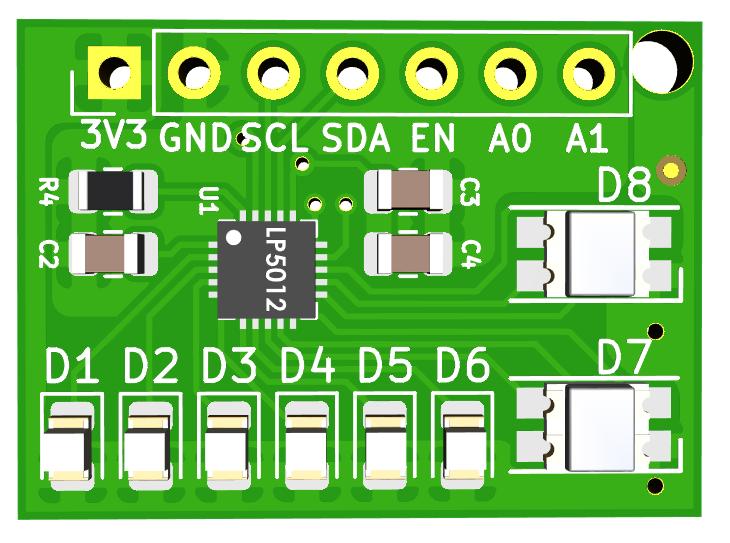 3V3 GND SCL SDA EN A0 A1
R4
U1
C3
D8
C2
LP5012
C4
D7
D1 D2 D3 D4 D5 D6